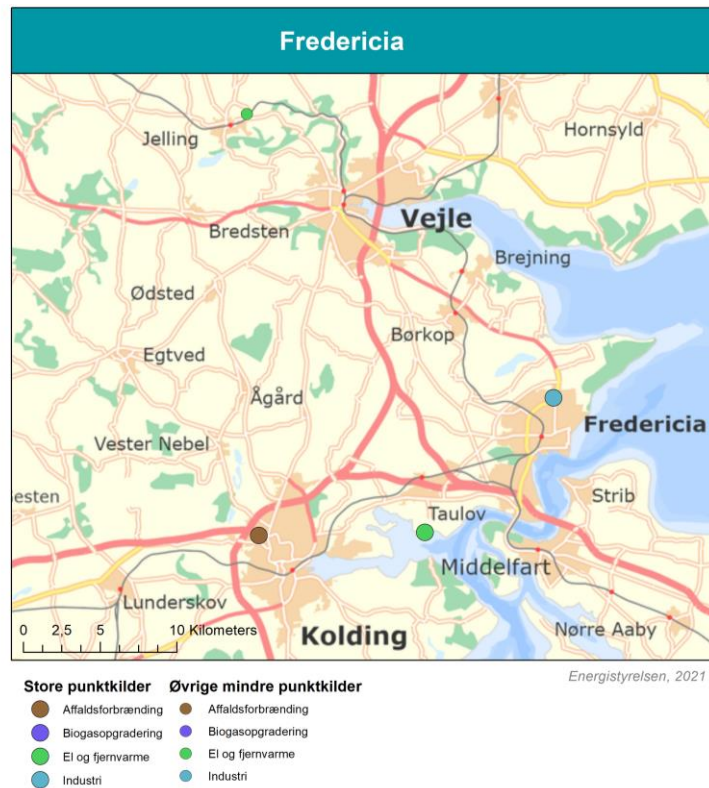 Fredericia
Jelling
Hornsyld
Vejle
Bredsten
Brejning
Ødsted
Børkop
Egtved
Ågård
Fredericia
Vester Nebel
esten
Strib
Taulov
Middelfart
Lunderskov
0 2,5 5 10 Kilometers
Kolding
Nørre Aaby
Energistyrelsen, 2021
Store punktkilder Øvrige mindre punktkilder
Affaldsforbrænding Affaldsforbrænding
Biogasopgradering Biogasopgradering
El og fjernvarme El og fjernvarme
Industri Industri